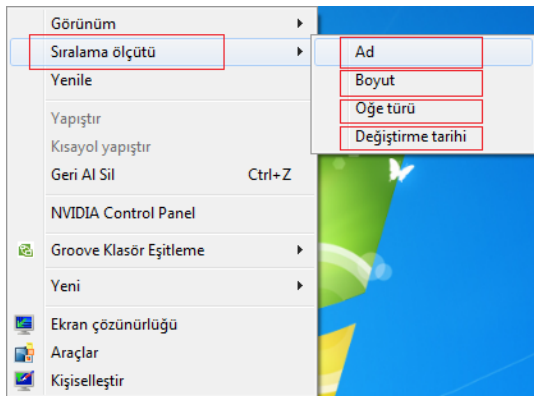 Görünüm
Sıralama ölçütü
Yenile
Yapıştır
Kısayol yapıştır
Geri Al Sil Ctrl+Z
NVIDIA Control Panel
Groove Klasör Eşitleme
Yeni
Ekran çözünürlüğü
Araçlar
Kişiselleştir
Ad
Boyut
Öğe türü
Değiştirme tarihi